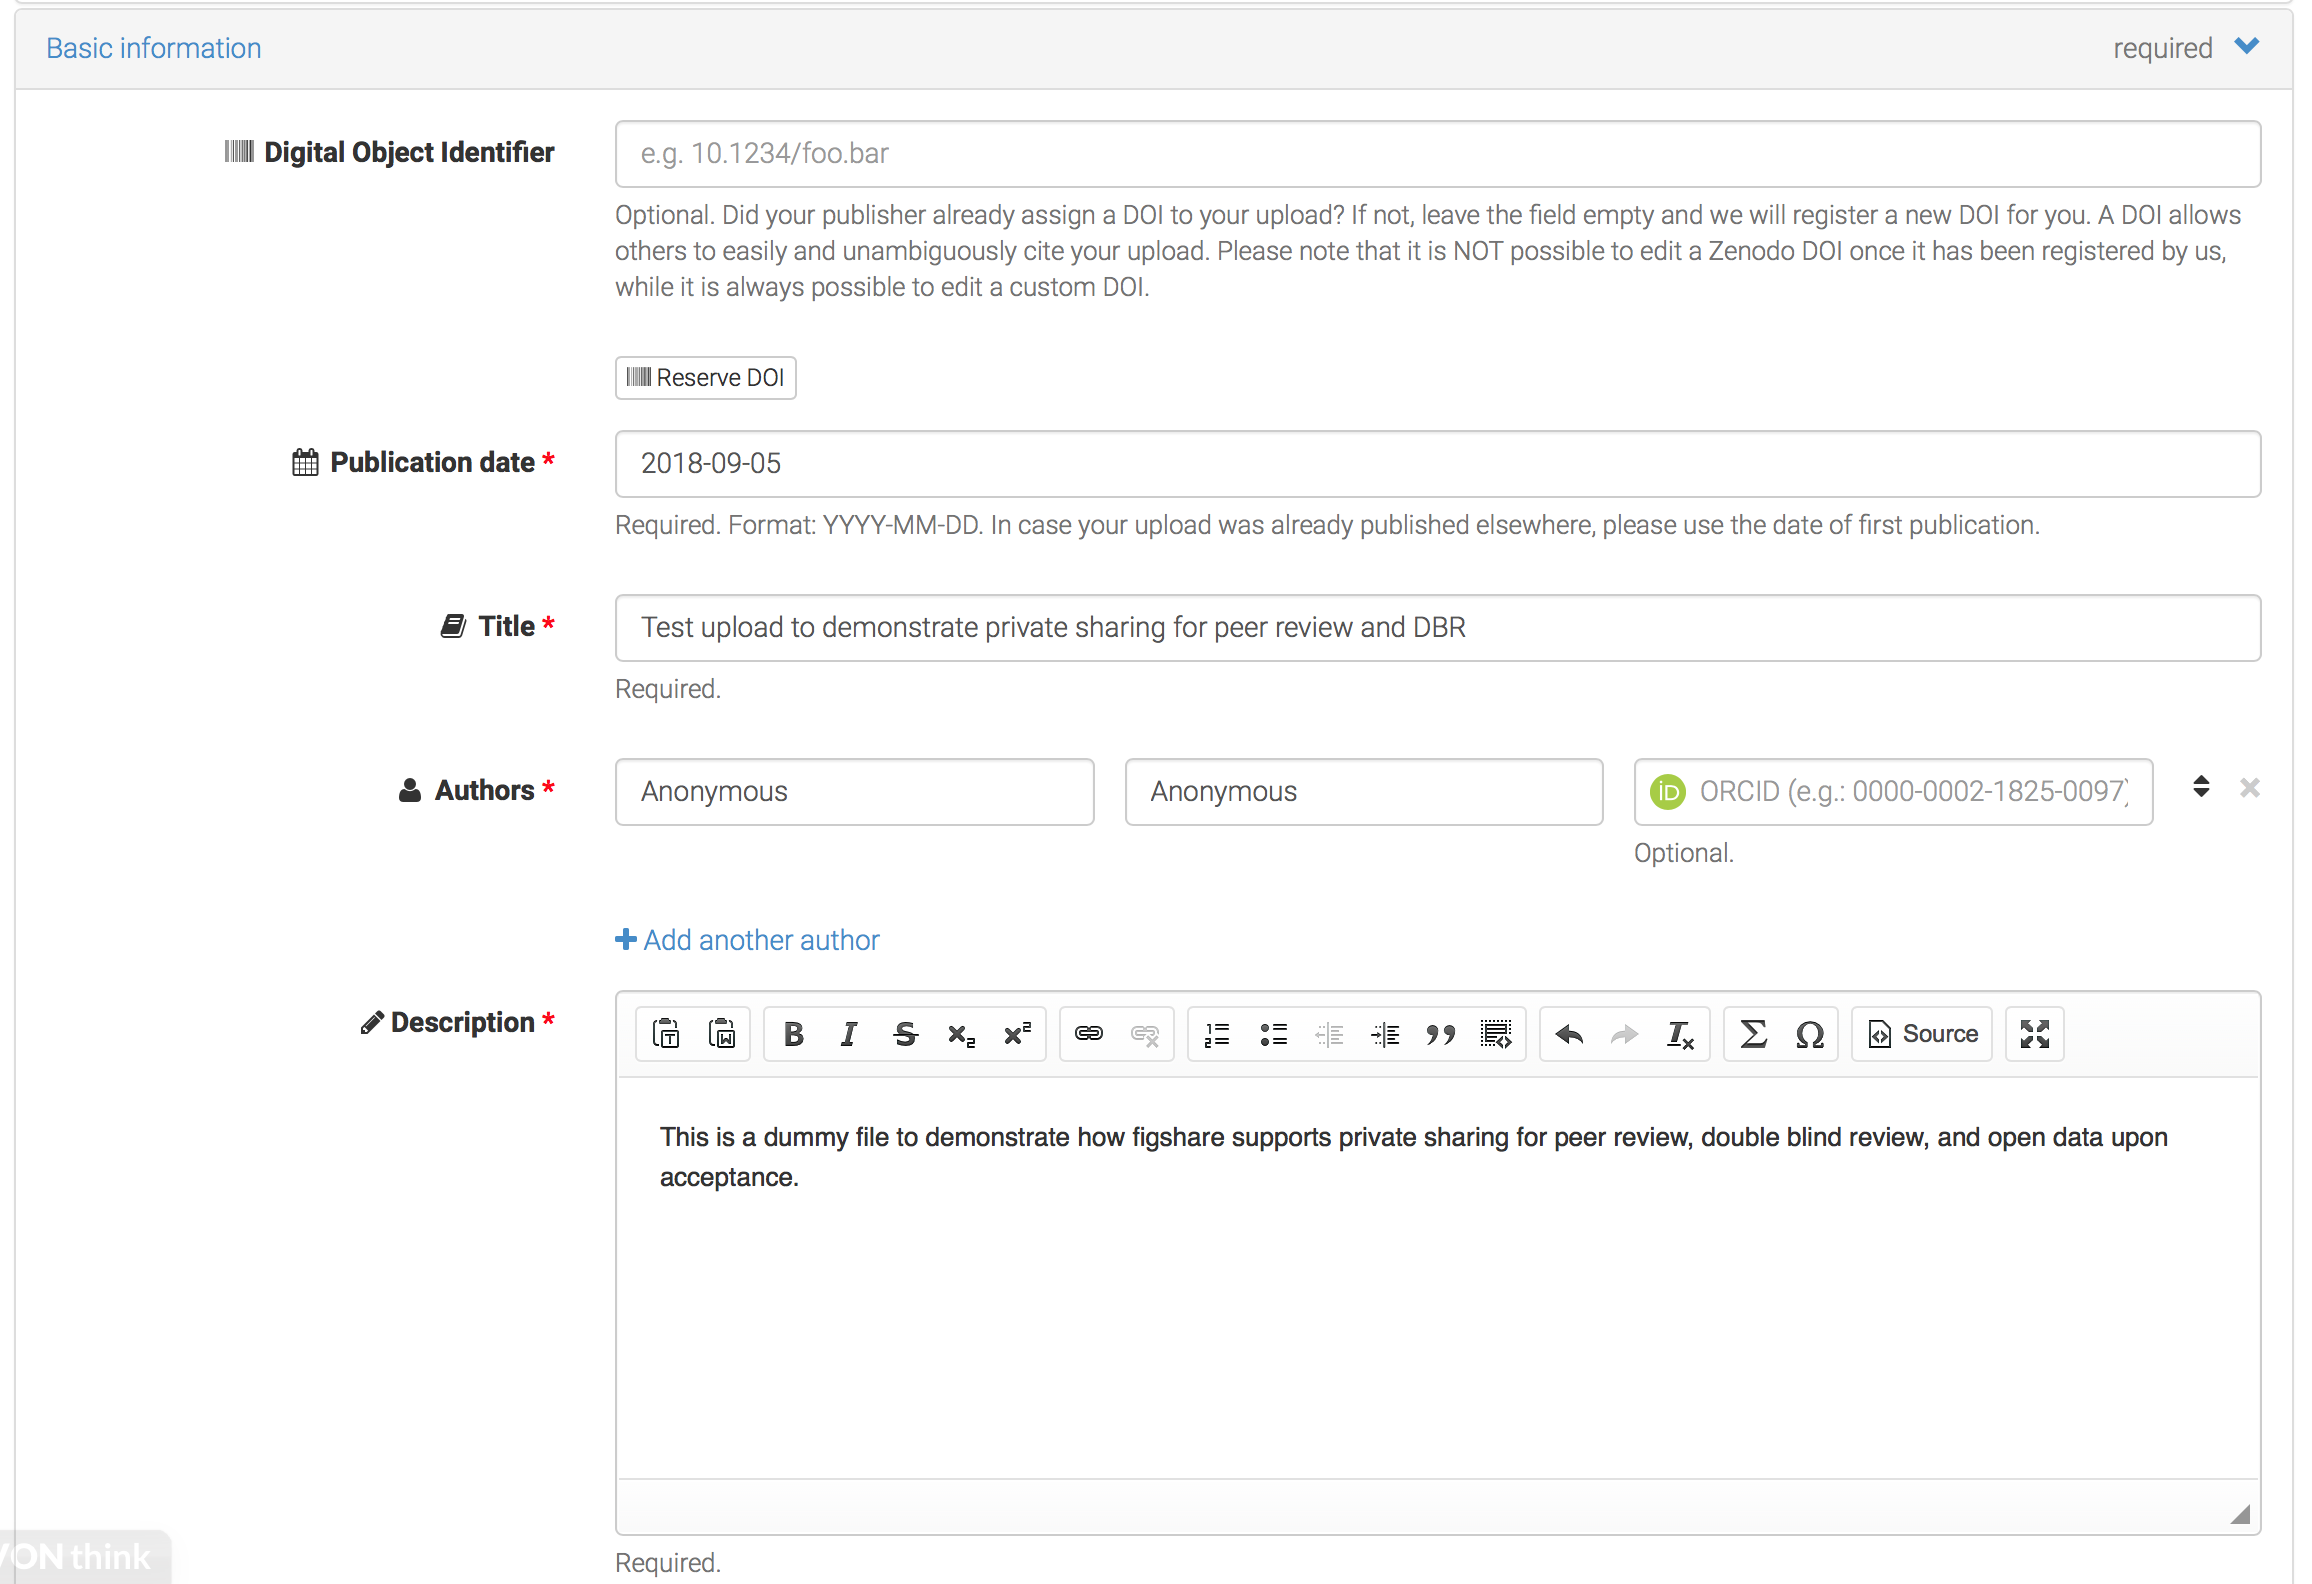 Basic information required
Digital Object Identifier
e.g. 10.1234/foo.bar
Optional. Did your publisher already assign a DOI to your upload? If not, leave the field empty and we will register a new DOI for you. A DOI allows
others to easily and unambiguously cite your upload. Please note that it is NOT possible to edit a Zenodo DOI once it has been registered by us,
while it is always possible to edit a custom DOI.
Reserve DOI
Publication date *
2018-09-05
Required. Format: YYYY-MM-DD. In case your upload was already published elsewhere, please use the date of first publication.
Title *
Test upload to demonstrate private sharing for peer review and DBR
Required.
Authors *
Anonymous Anonymous iD ORCID (e.g.: 0000-0002-1825-0097)
Optional.
Add another author
Description *
B I S x₂ x² Σ Ω Source
This is a dummy file to demonstrate how figshare supports private sharing for peer review, double blind review, and open data upon
acceptance.
Required.
VON think